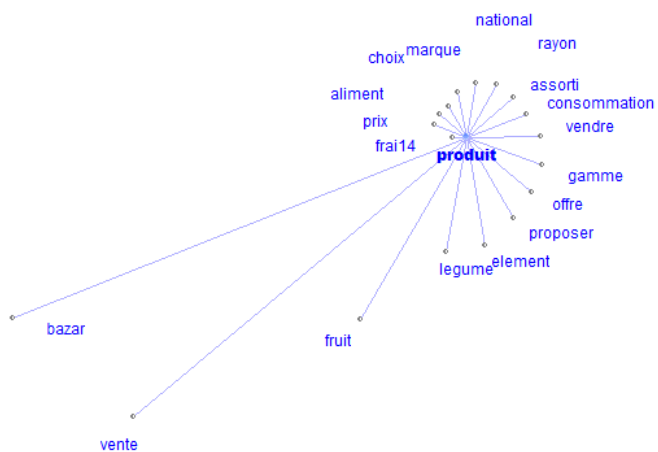 national
rayon
marque
choix
assorti
aliment
consommation
prix
vendre
frai14
produit
gamme
offre
proposer
element
legume
bazar
fruit
vente